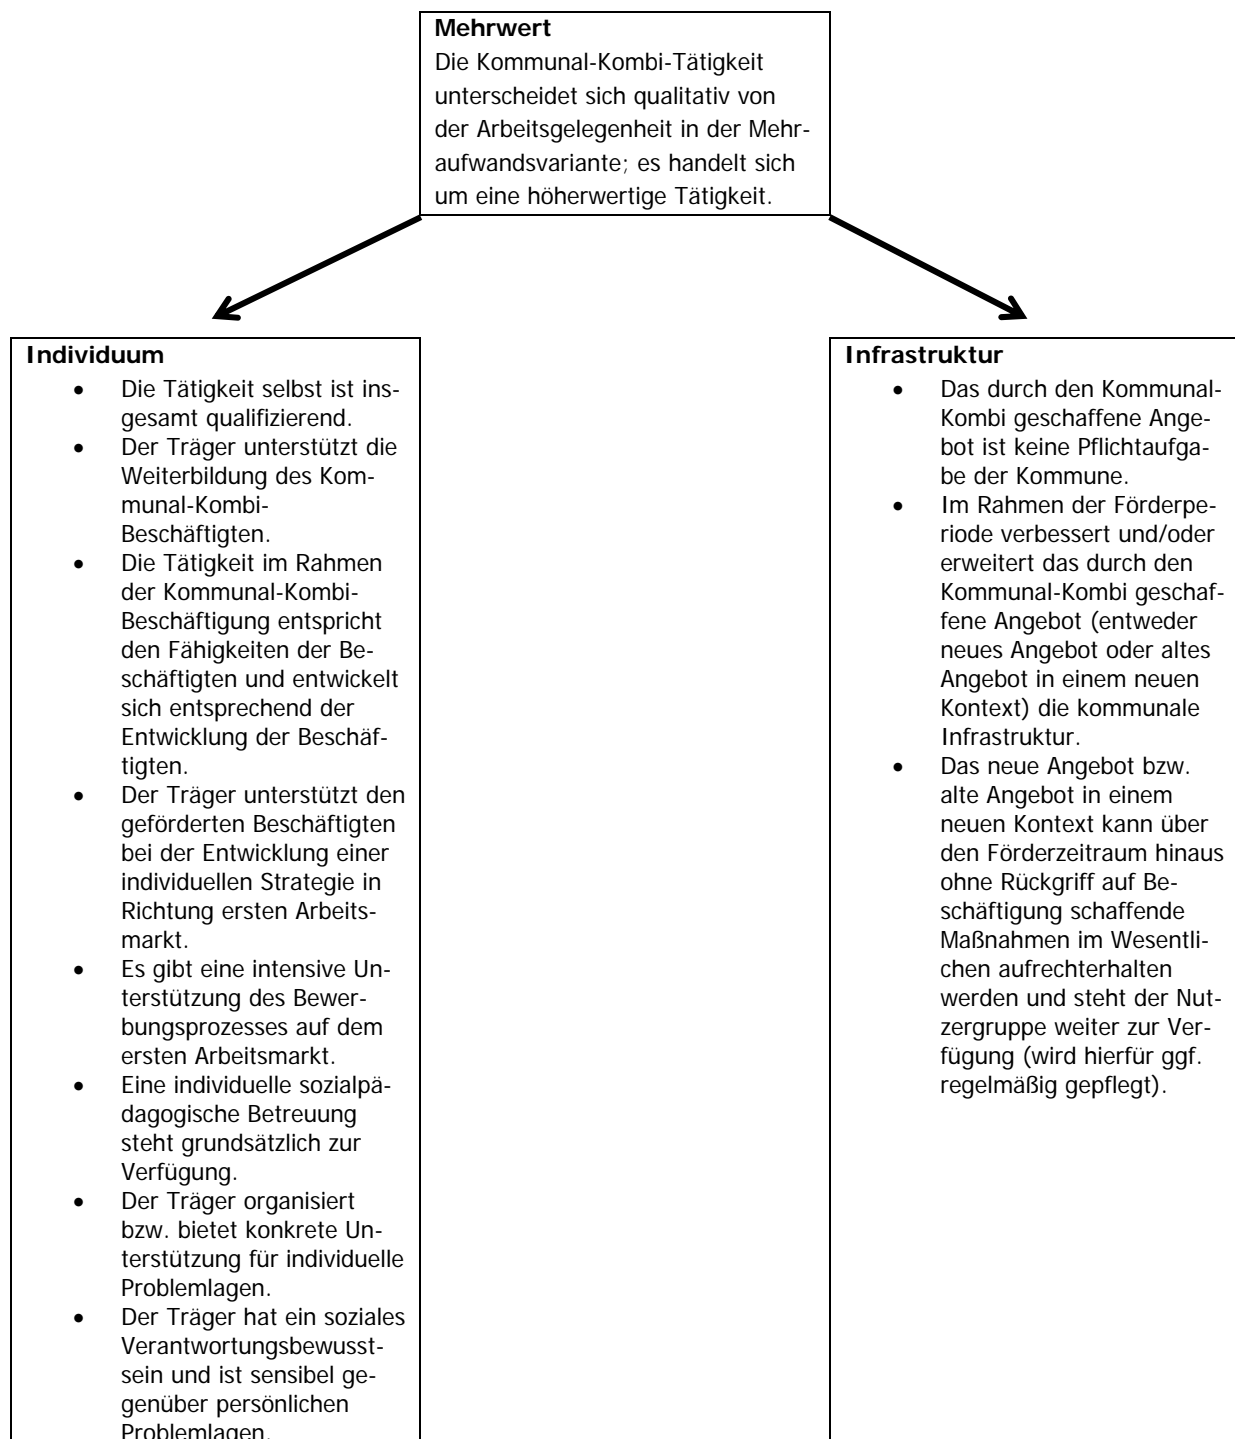 Mehrwert
Die Kommunal-Kombi-Tätigkeit
unterscheidet sich qualitativ von
der Arbeitsgelegenheit in der Mehr-
aufwandsvariante; es handelt sich
um eine höherwertige Tätigkeit.
Individuum
• Die Tätigkeit selbst ist ins-
gesamt qualifizierend.
• Der Träger unterstützt die
Weiterbildung des Kom-
munal-Kombi-
Beschäftigten.
• Die Tätigkeit im Rahmen
der Kommunal-Kombi-
Beschäftigung entspricht
den Fähigkeiten der Be-
schäftigten und entwickelt
sich entsprechend der
Entwicklung der Beschäf-
tigten.
• Der Träger unterstützt den
geförderten Beschäftigten
bei der Entwicklung einer
individuellen Strategie in
Richtung ersten Arbeits-
markt.
• Es gibt eine intensive Un-
terstützung des Bewer-
bungsprozesses auf dem
ersten Arbeitsmarkt.
• Eine individuelle sozialpä-
dagogische Betreuung
steht grundsätzlich zur
Verfügung.
• Der Träger organisiert
bzw. bietet konkrete Un-
terstützung für individuelle
Problemlagen.
• Der Träger hat ein soziales
Verantwortungsbewusst-
sein und ist sensibel ge-
genüber persönlichen
Problemlagen.
Infrastruktur
• Das durch den Kommunal-
Kombi geschaffene Ange-
bot ist keine Pflichtaufga-
be der Kommune.
• Im Rahmen der Förderpe-
riode verbessert und/oder
erweitert das durch den
Kommunal-Kombi geschaf-
fene Angebot (entweder
neues Angebot oder altes
Angebot in einem neuen
Kontext) die kommunale
Infrastruktur.
• Das neue Angebot bzw.
alte Angebot in einem
neuen Kontext kann über
den Förderzeitraum hinaus
ohne Rückgriff auf Be-
schäftigung schaffende
Maßnahmen im Wesentli-
chen aufrechterhalten
werden und steht der Nut-
zergruppe weiter zur Ver-
fügung (wird hierfür ggf.
regelmäßig gepflegt).